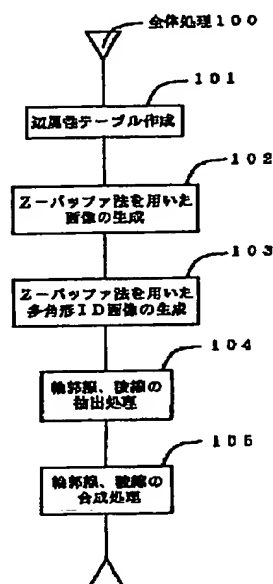 全体処理100
101
辺属性テーブル作成
102
Z－バッファ法を用いた
画像の生成
103
Z－バッファ法を用いた
多角形ID画像の生成
104
輪郭線、稜線の
抽出処理
105
輪郭線、稜線の
合成処理